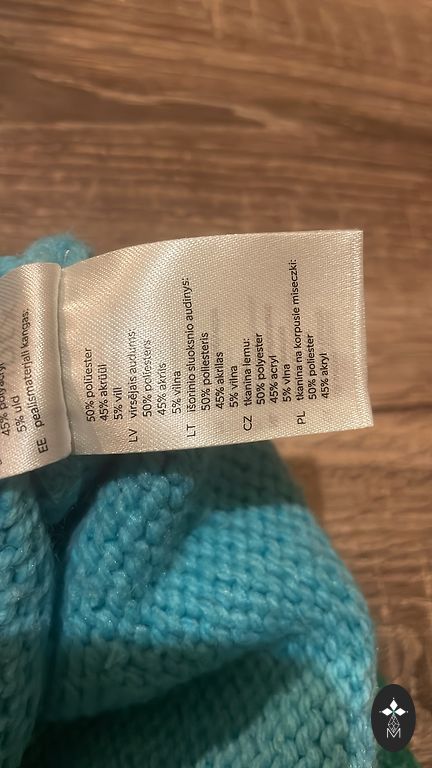 45% polyacryl
5% uld
EE pealismaterjali kangas:
50% polüester
45% akrüül
5% vill
LV virsējais audums:
50% poliesters
45% akrils
5% vilna
LT išorinio sluoksnio audinys:
50% poliesteris
45% akrilas
5% vilna
CZ tkanina lemu:
50% polyester
45% acryl
5% vlna
PL tkanina na korpusie miseczki:
50% poliester
45% akryl
M